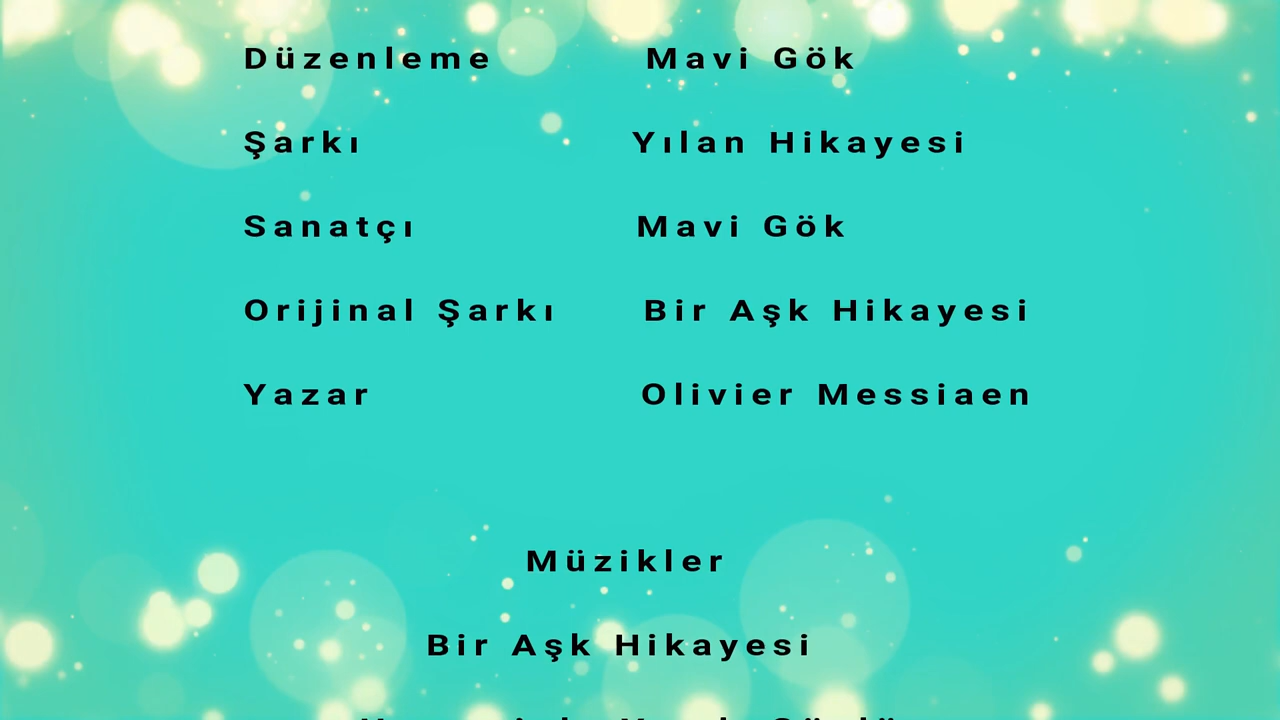 Düzenleme Mavi Gök
Şarkı Yılan Hikayesi
Sanatçı Mavi Gök
Orijinal Şarkı Bir Aşk Hikayesi
Yazar Olivier Messiaen
Müzikler
Bir Aşk Hikayesi